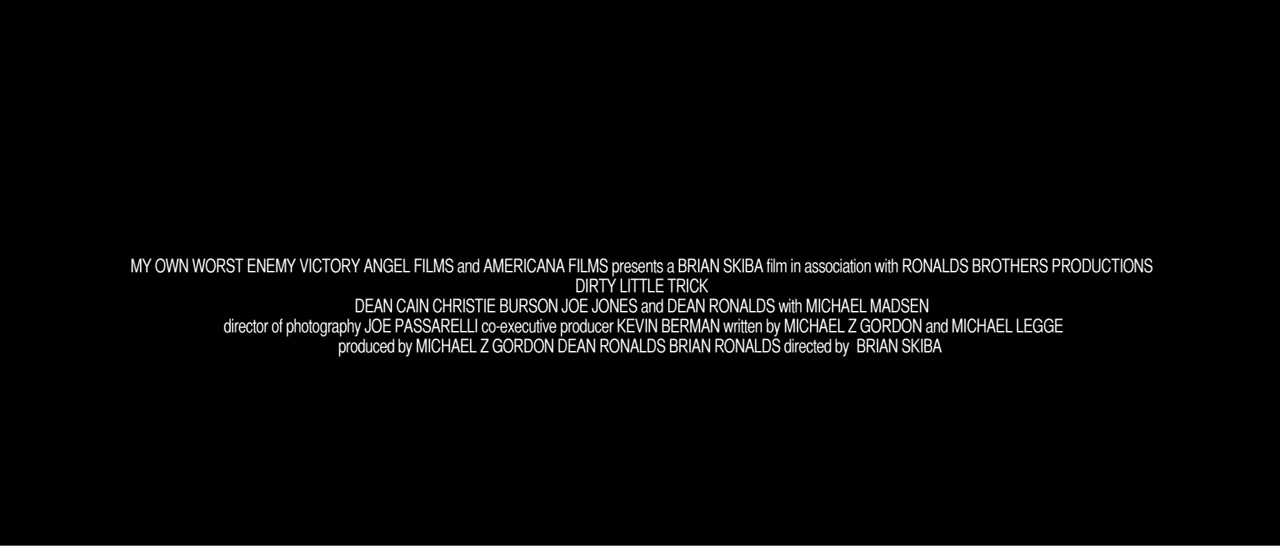 MY OWN WORST ENEMY VICTORY ANGEL FILMS and AMERICANA FILMS presents a BRIAN SKIBA film in association with RONALDS BROTHERS PRODUCTIONS
DIRTY LITTLE TRICK
DEAN CAIN CHRISTIE BURSON JOE JONES and DEAN RONALDS with MICHAEL MADSEN
director of photography JOE PASSARELLI co-executive producer KEVIN BERMAN written by MICHAEL Z GORDON and MICHAEL LEGGE
produced by MICHAEL Z GORDON DEAN RONALDS BRIAN RONALDS directed by BRIAN SKIBA